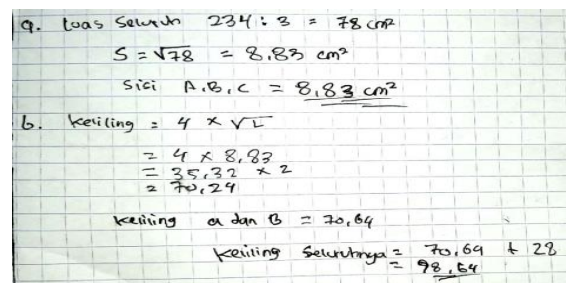 a. Luas Seluruh 234 : 3 = 78 cm²
S = √78 = 8,83 cm²
Sisi A, B, C = 8,83 cm²
b. Keliling = 4 × √L
= 4 × 8,83
= 35,32 × 2
= 70,24
Keliling a dan B = 70,64
Keliling Seluruhnya = 70,64 + 28
= 98,64